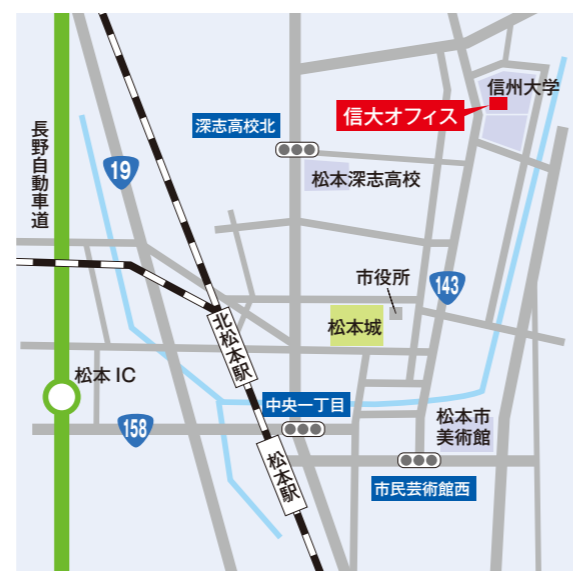 信州大学
信大オフィス
深志高校北
長野自動車道
19
松本深志高校
市役所
143
松本城
北松本駅
松本 IC
中央一丁目
158
松本市
美術館
松本駅
市民芸術館西